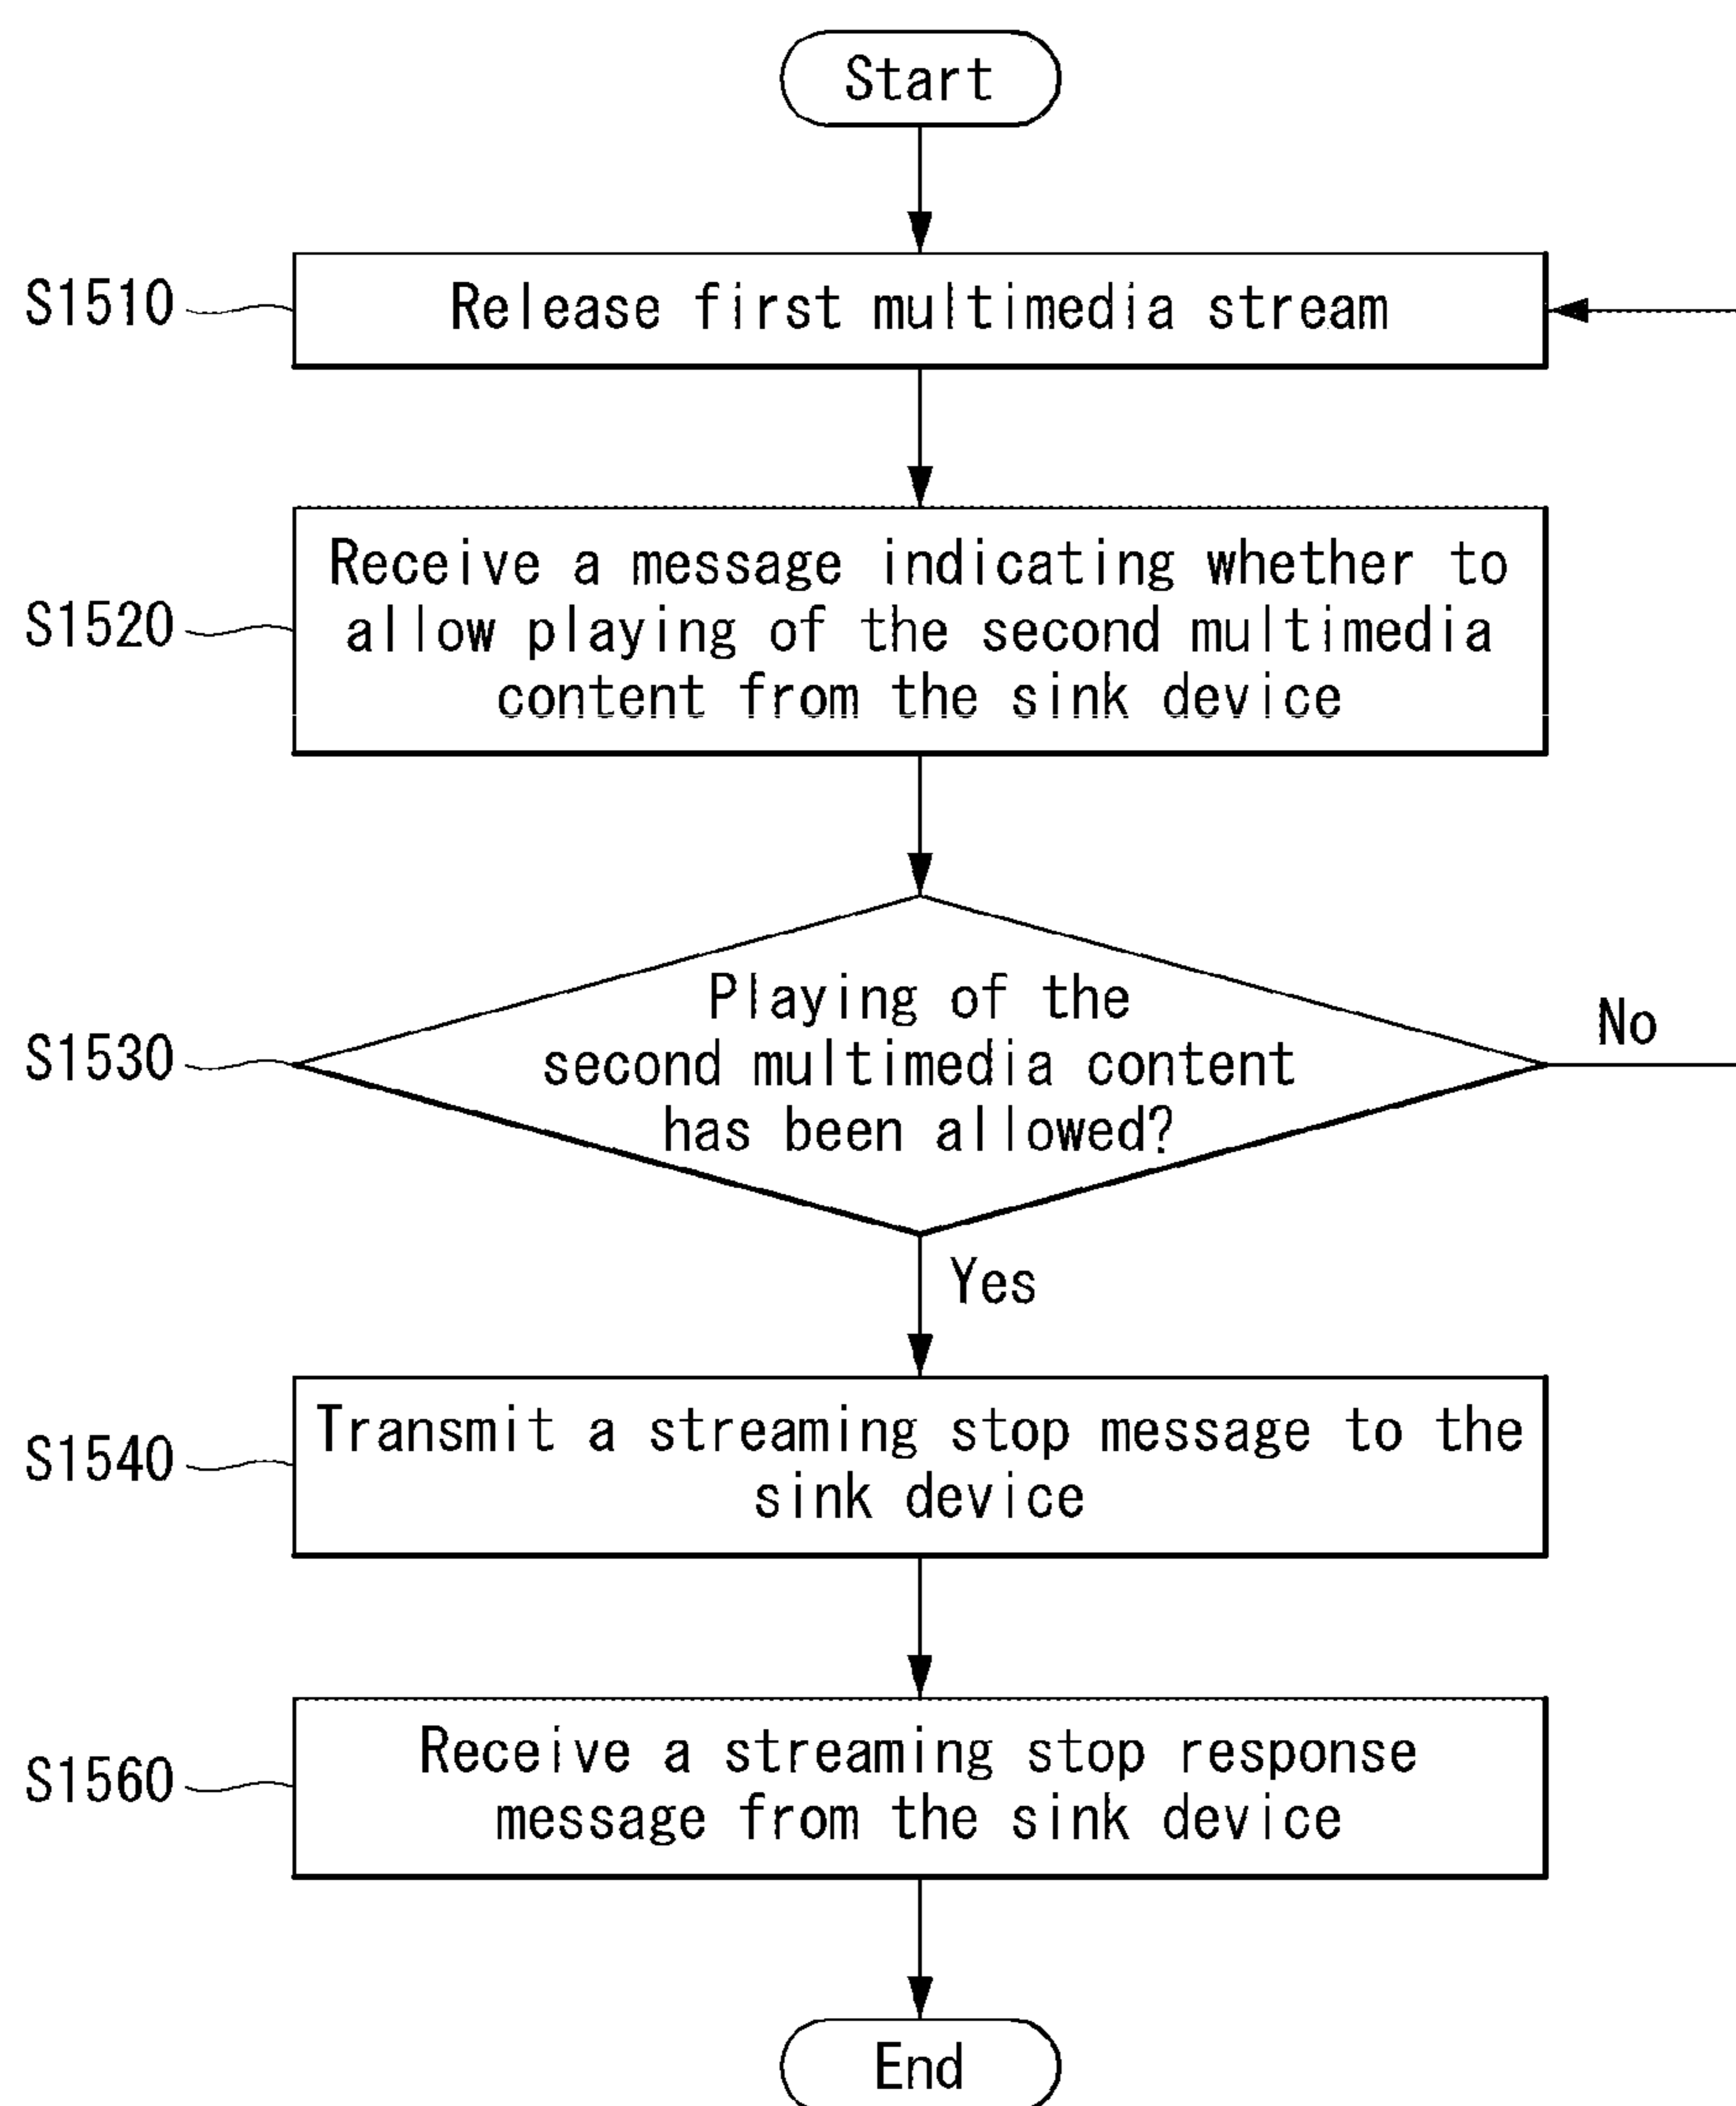 Start
S1510
Release first multimedia stream
S1520
Receive a message indicating whether to
allow playing of the second multimedia
content from the sink device
S1530
Playing of the
second multimedia content
has been allowed?
No
Yes
S1540
Transmit a streaming stop message to the
sink device
S1560
Receive a streaming stop response
message from the sink device
End